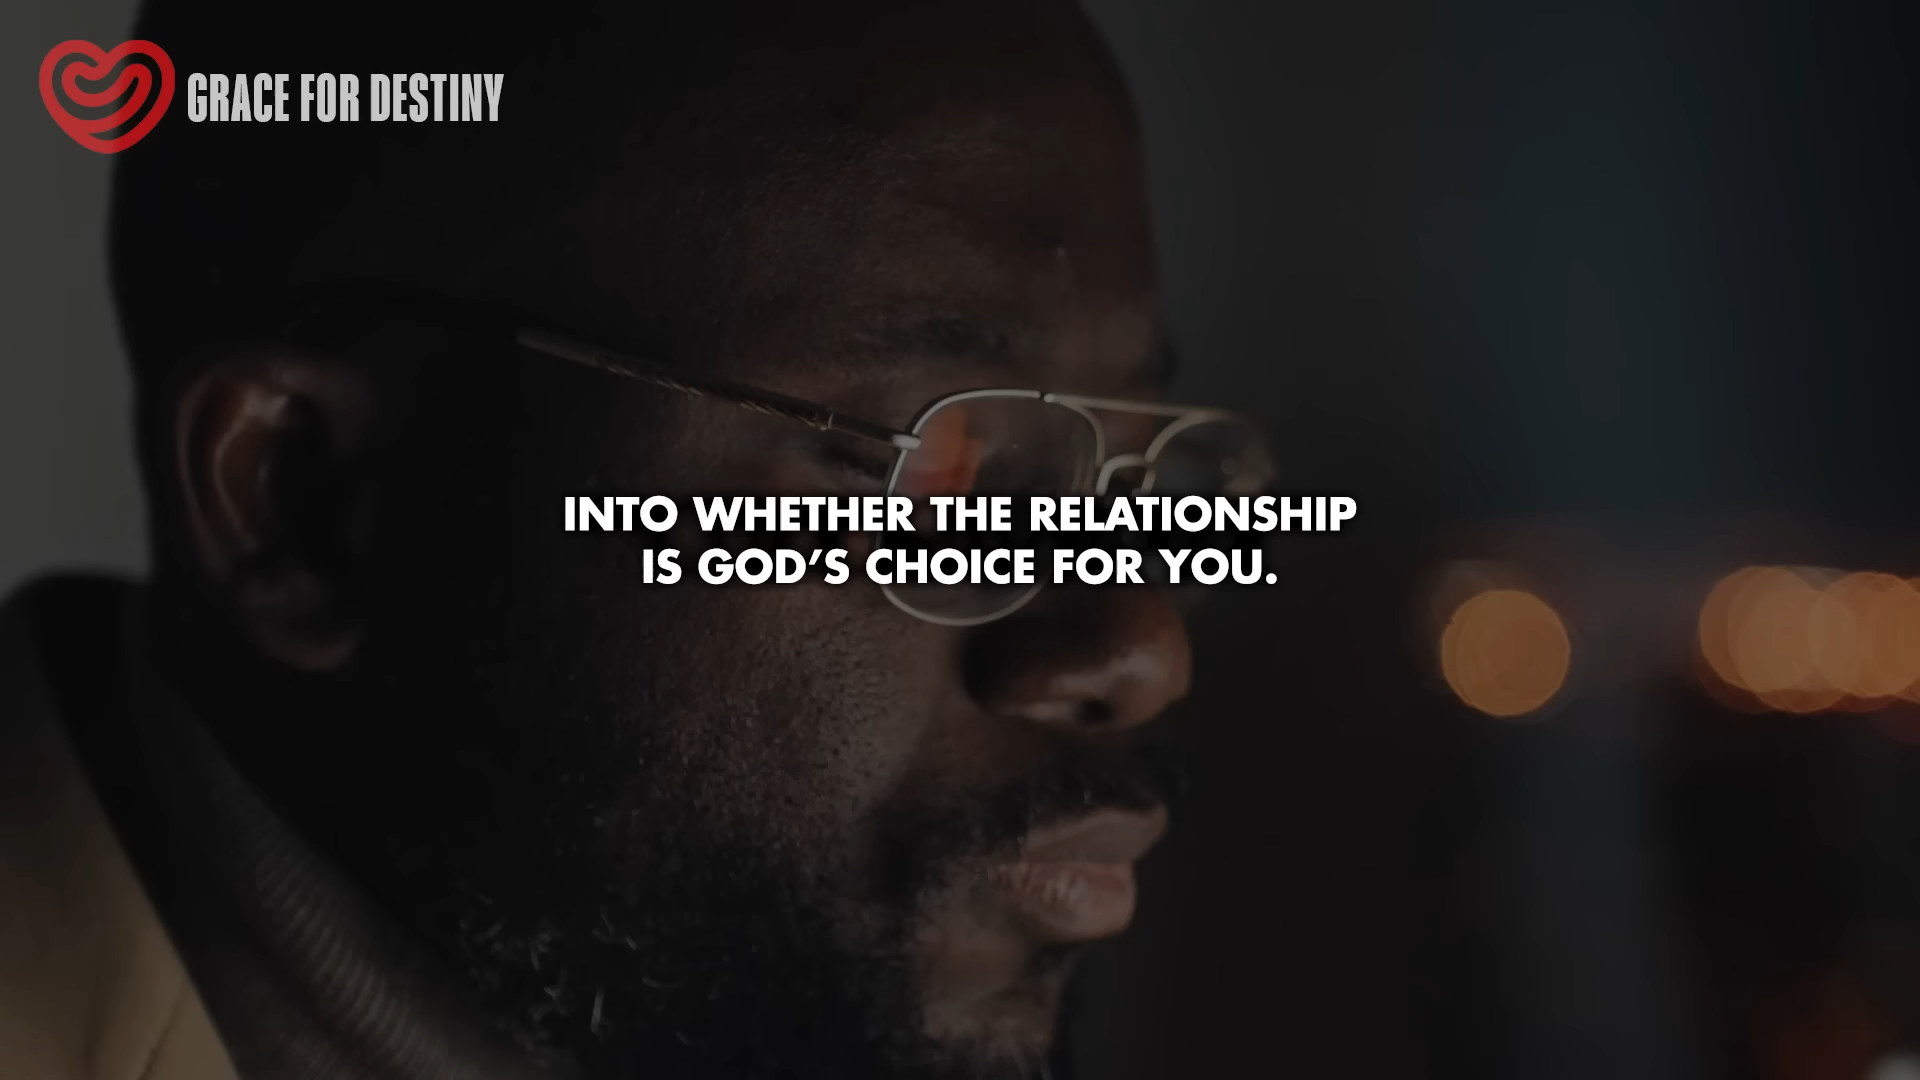 GRACE FOR DESTINY
INTO WHETHER THE RELATIONSHIP
IS GOD'S CHOICE FOR YOU.